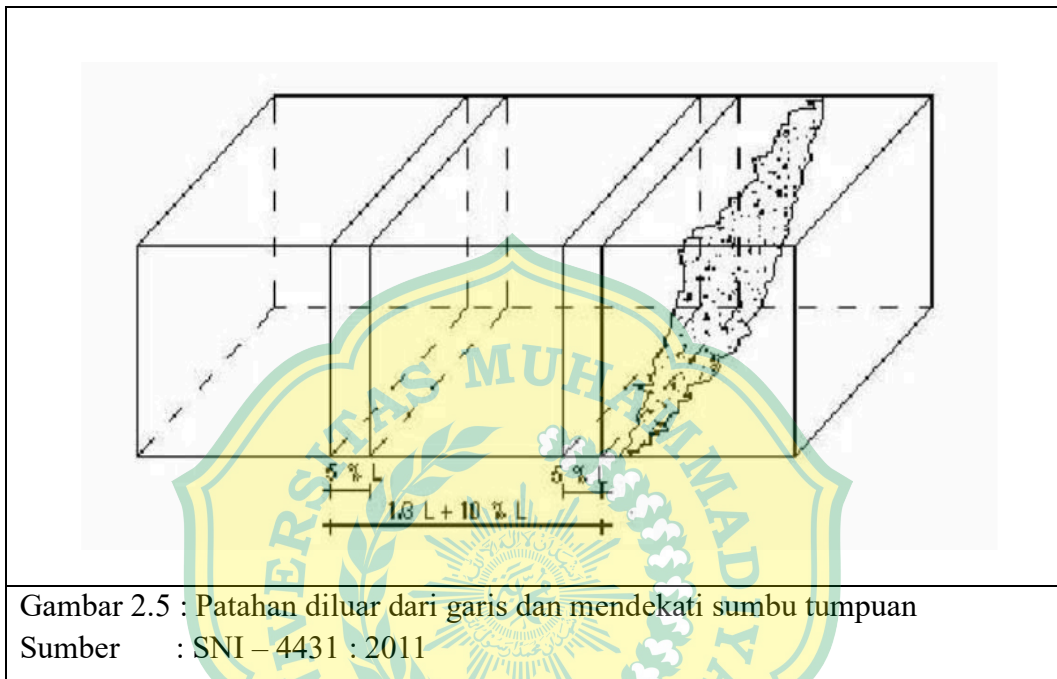 5 % L 5 % L
1/3 L + 10 % L
Gambar 2.5 : Patahan diluar dari garis dan mendekati sumbu tumpuan
Sumber : SNI – 4431 : 2011